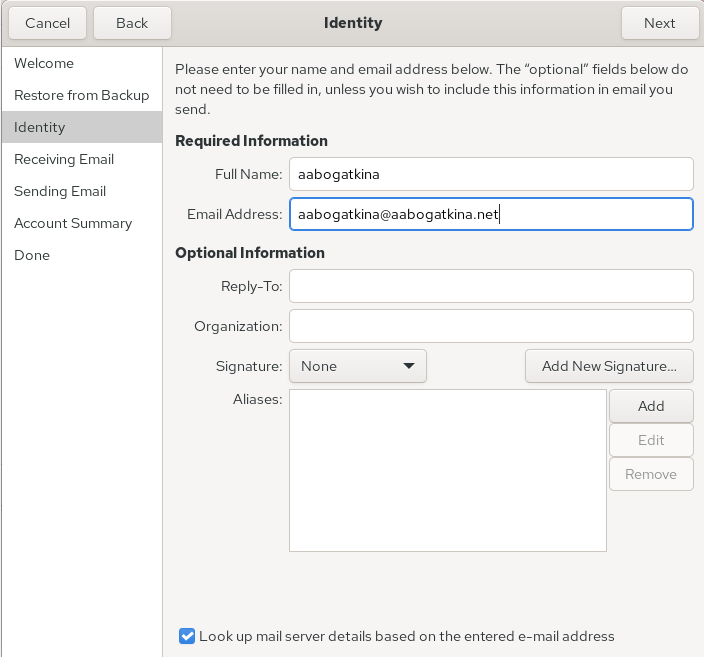 Cancel
Back
Identity
Next
Welcome
Restore from Backup
Identity
Receiving Email
Sending Email
Account Summary
Done
Please enter your name and email address below. The “optional” fields below do
not need to be filled in, unless you wish to include this information in email you
send.
Required Information
Full Name: aabogatkina
Email Address: aabogatkina@aabogatkina.net
Optional Information
Reply-To:
Organization:
Signature: None Add New Signature...
Aliases:
Add
Edit
Remove
Look up mail server details based on the entered e-mail address